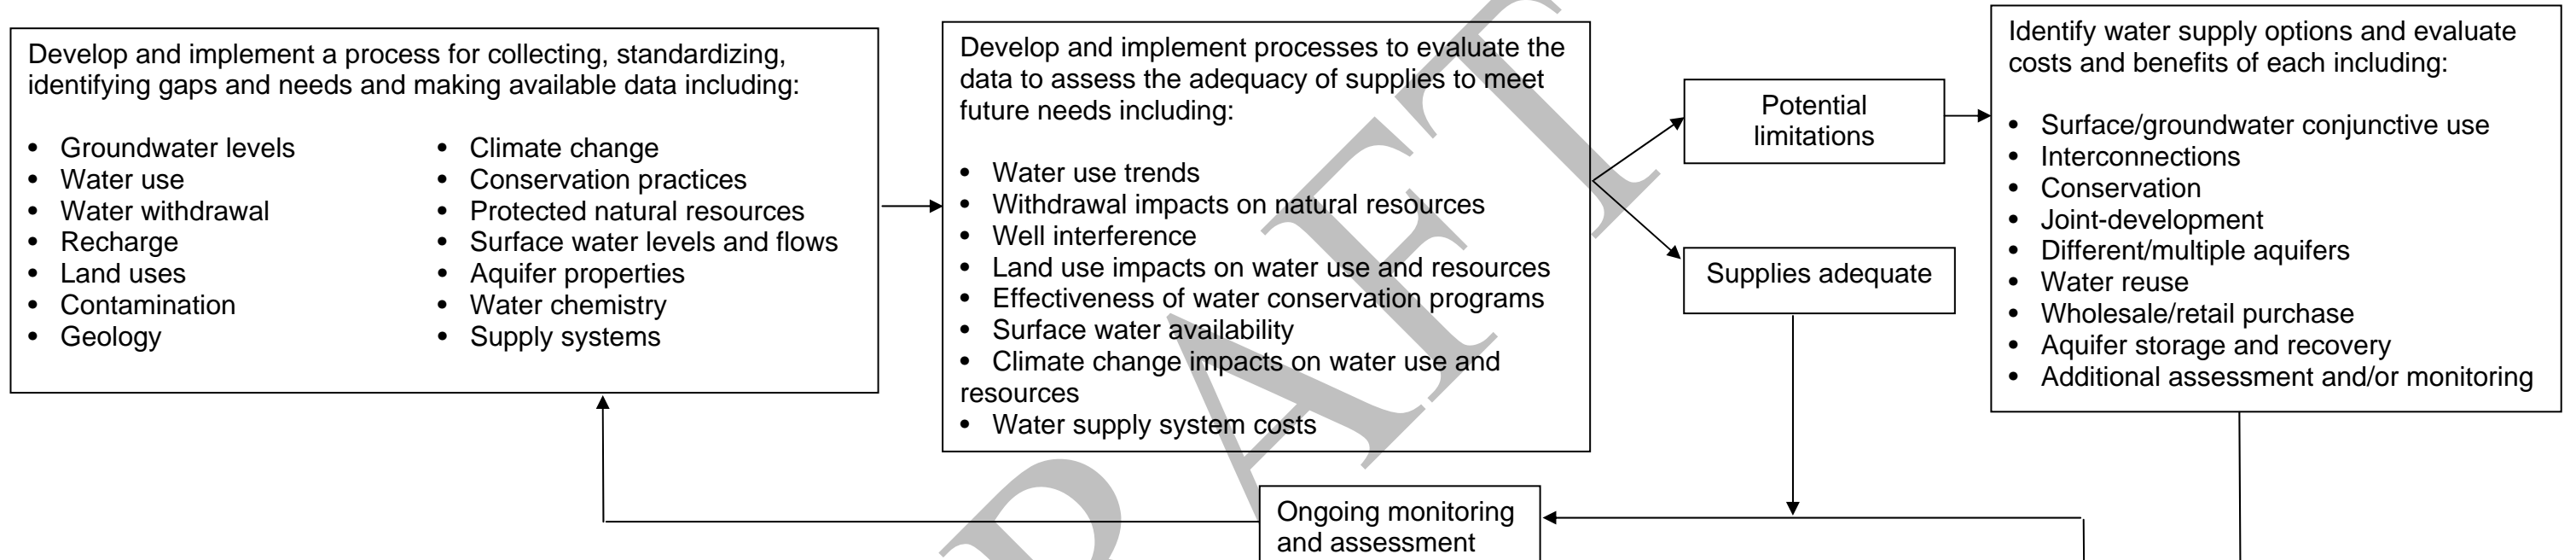 Develop and implement a process for collecting, standardizing,
identifying gaps and needs and making available data including:
• Groundwater levels
• Water use
• Water withdrawal
• Recharge
• Land uses
• Contamination
• Geology
• Climate change
• Conservation practices
• Protected natural resources
• Surface water levels and flows
• Aquifer properties
• Water chemistry
• Supply systems
Develop and implement processes to evaluate the
data to assess the adequacy of supplies to meet
future needs including:
• Water use trends
• Withdrawal impacts on natural resources
• Well interference
• Land use impacts on water use and resources
• Effectiveness of water conservation programs
• Surface water availability
• Climate change impacts on water use and
resources
• Water supply system costs
Potential
limitations
Supplies adequate
Identify water supply options and evaluate
costs and benefits of each including:
• Surface/groundwater conjunctive use
• Interconnections
• Conservation
• Joint-development
• Different/multiple aquifers
• Water reuse
• Wholesale/retail purchase
• Aquifer storage and recovery
• Additional assessment and/or monitoring
Ongoing monitoring
and assessment
DRAFT